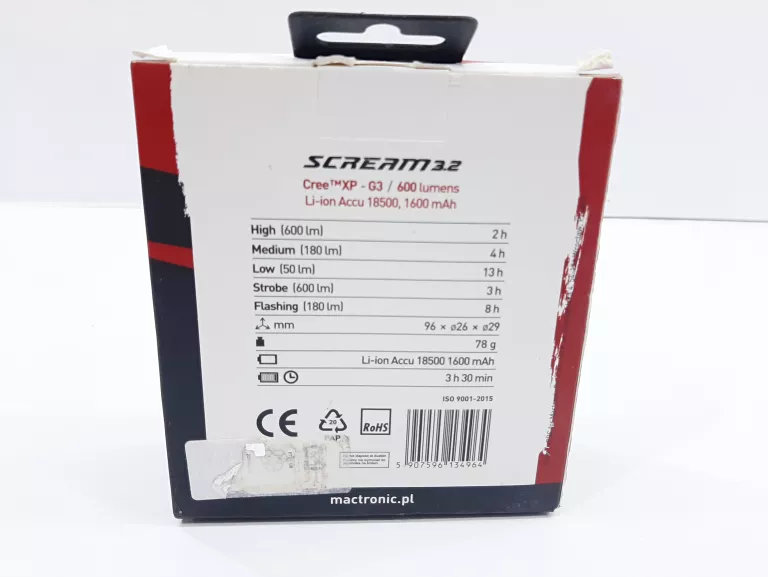 SCREAM 3.2
Cree™XP - G3 / 600 lumens
Li-ion Accu 18500, 1600 mAh
High (600 lm) 2 h
Medium (180 lm) 4 h
Low (50 lm) 13 h
Strobe (600 lm) 3 h
Flashing (180 lm) 8 h
mm 96 × ø26 × ø29
78 g
Li-ion Accu 18500 1600 mAh
3 h 30 min
ISO 9001-2015
CE
20
PAP
RoHS
5 907596 134964
mactronic.pl